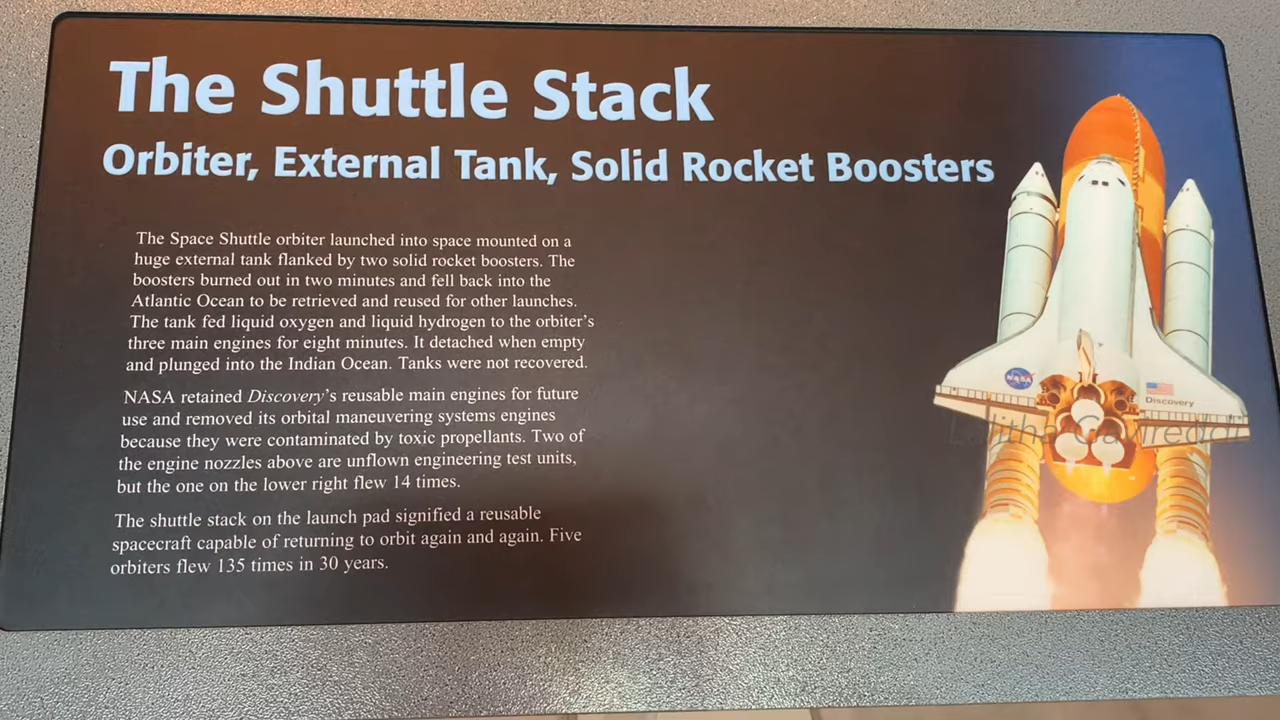 The Shuttle Stack
Orbiter, External Tank, Solid Rocket Boosters
The Space Shuttle orbiter launched into space mounted on a
huge external tank flanked by two solid rocket boosters. The
boosters burned out in two minutes and fell back into the
Atlantic Ocean to be retrieved and reused for other launches.
The tank fed liquid oxygen and liquid hydrogen to the orbiter's
three main engines for eight minutes. It detached when empty
and plunged into the Indian Ocean. Tanks were not recovered.
NASA retained Discovery's reusable main engines for future
use and removed its orbital maneuvering systems engines
because they were contaminated by toxic propellants. Two of
the engine nozzles above are unflown engineering test units,
but the one on the lower right flew 14 times.
The shuttle stack on the launch pad signified a reusable
spacecraft capable of returning to orbit again and again. Five
orbiters flew 135 times in 30 years.
NASA
Discovery